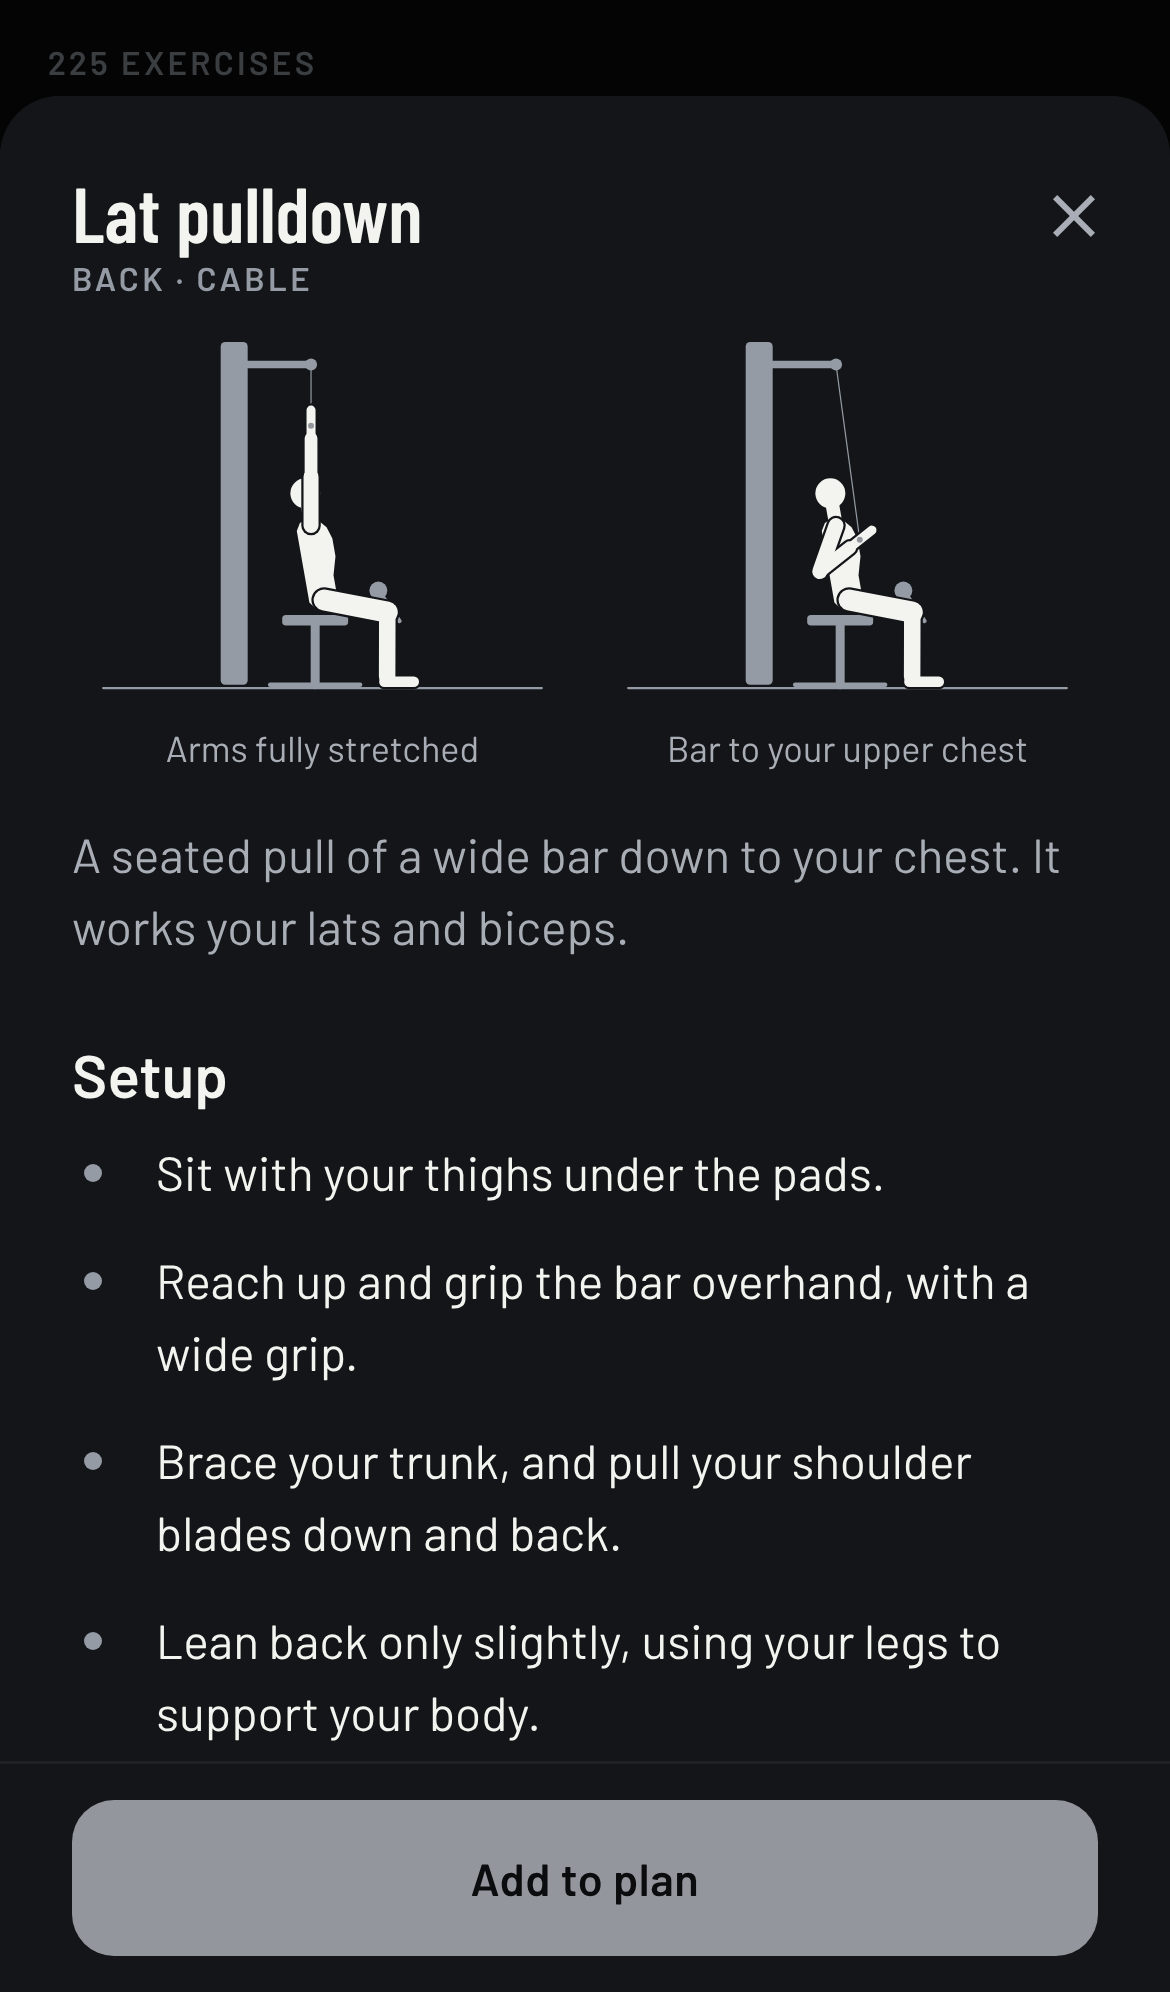 225 EXERCISES
Lat pulldown
BACK · CABLE
Arms fully stretched
Bar to your upper chest
A seated pull of a wide bar down to your chest. It
works your lats and biceps.
Setup
Sit with your thighs under the pads.
Reach up and grip the bar overhand, with a
wide grip.
Brace your trunk, and pull your shoulder
blades down and back.
Lean back only slightly, using your legs to
support your body.
Add to plan